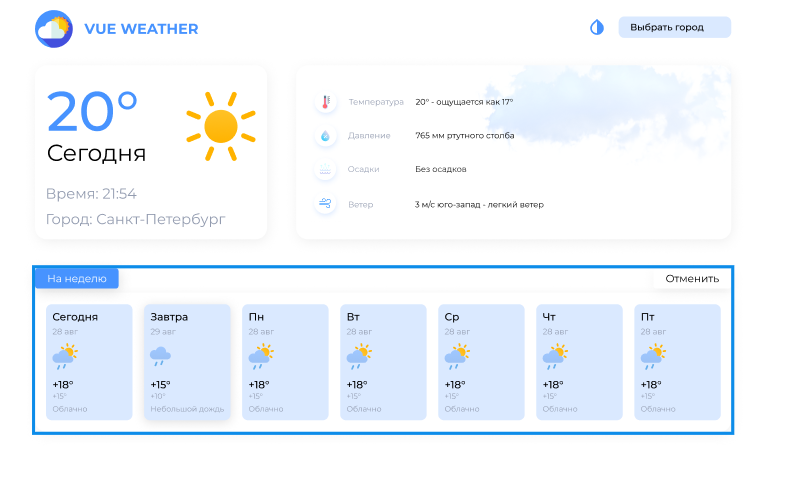 VUE WEATHER
Выбрать город
20°
Сегодня
Время: 21:54
Город: Санкт-Петербург
Температура 20° - ощущается как 17°
Давление 765 мм ртутного столба
Осадки Без осадков
Ветер 3 м/с юго-запад - легкий ветер
На неделю Отменить
Сегодня
28 авг
+18°
+15°
Облачно
Завтра
29 авг
+15°
+10°
Небольшой дождь
Пн
28 авг
+18°
+15°
Облачно
Вт
28 авг
+18°
+15°
Облачно
Ср
28 авг
+18°
+15°
Облачно
Чт
28 авг
+18°
+15°
Облачно
Пт
28 авг
+18°
+15°
Облачно